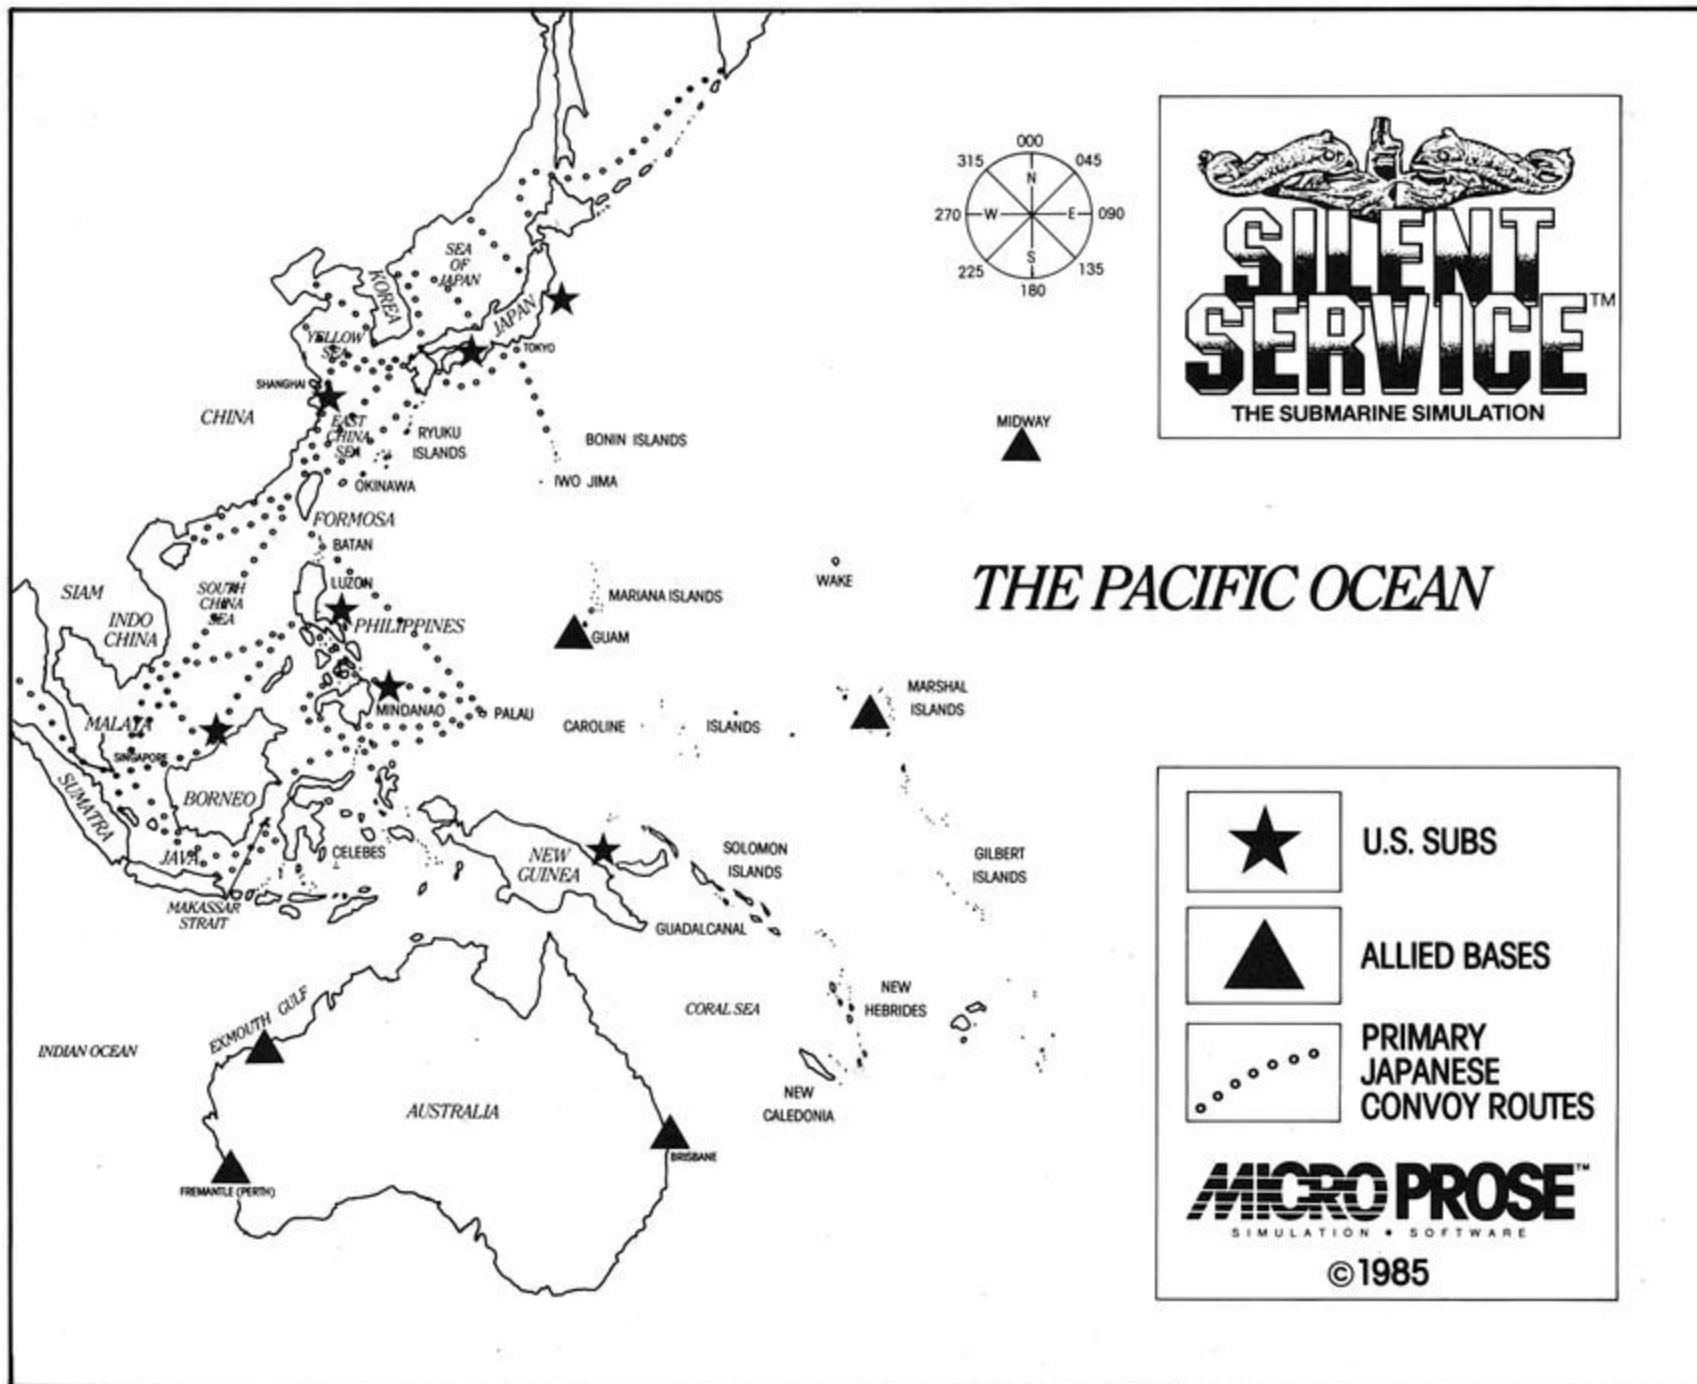 000
315
045
N
270
W
E
090
S
225
135
180
SILENT
SERVICE™
THE SUBMARINE SIMULATION
SEA
OF
JAPAN
KOREA
JAPAN
YELLOW
SEA
TOKYO
SHANGHAI
CHINA
EAST
CHINA
SEA
RYUKU
ISLANDS
BONIN ISLANDS
MIDWAY
OKINAWA
IWO JIMA
FORMOSA
BATAN
LUZON
SIAM
INDO
CHINA
SOUTH
CHINA
SEA
PHILIPPINES
MARIANA ISLANDS
GUAM
WAKE
THE PACIFIC OCEAN
MALAYA
SINGAPORE
MINDANAO
PALAU
CAROLINE
ISLANDS
MARSHAL
ISLANDS
SUMATRA
BORNEO
JAVA
CELEBES
NEW
GUINEA
SOLOMON
ISLANDS
GILBERT
ISLANDS
MAKASSAR
STRAIT
GUADALCANAL
EXMOUTH GULF
CORAL SEA
NEW
HEBRIDES
INDIAN OCEAN
AUSTRALIA
NEW
CALEDONIA
BRISBANE
FREMANTLE (PERTH)
U.S. SUBS
ALLIED BASES
PRIMARY
JAPANESE
CONVOY ROUTES
MICROPROSE™
SIMULATION • SOFTWARE
©1985